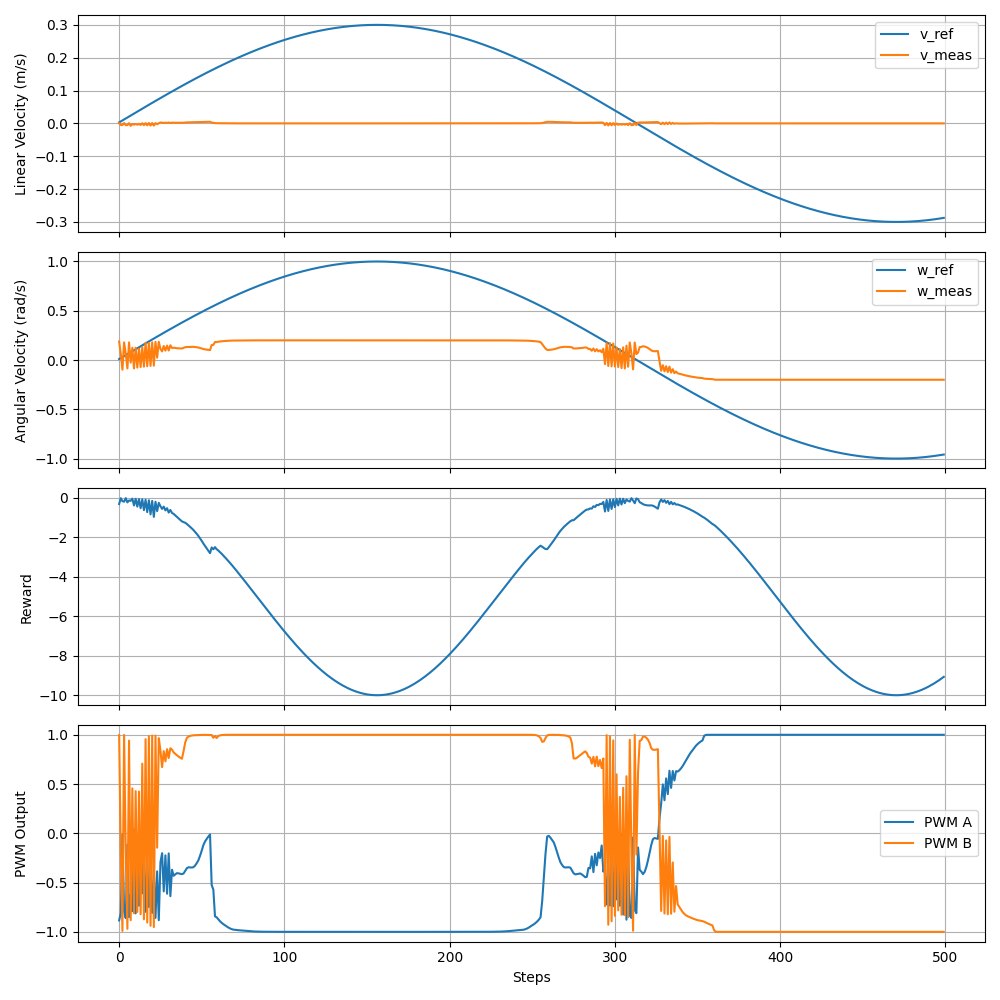 Linear Velocity (m/s)
0.3
0.2
0.1
0.0
−0.1
−0.2
−0.3
v_ref
v_meas
Angular Velocity (rad/s)
1.0
0.5
0.0
−0.5
−1.0
w_ref
w_meas
Reward
0
−2
−4
−6
−8
−10
PWM Output
1.0
0.5
0.0
−0.5
−1.0
PWM A
PWM B
0 100 200 300 400 500
Steps